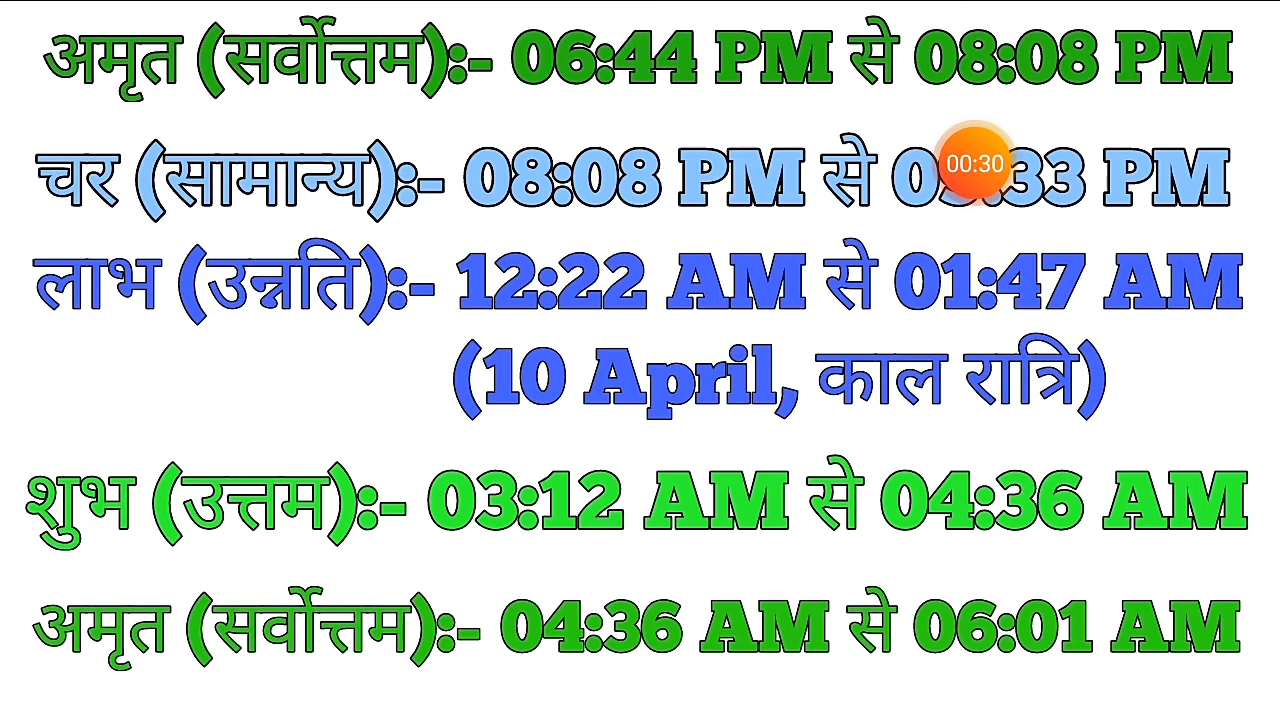 अमृत (सर्वोत्तम):- 06:44 PM से 08:08 PM
चर (सामान्य):- 08:08 PM से PM
00:30
लाभ (उन्नति):- 12:22 AM से 01:47 AM
(10 April, काल रात्रि)
शुभ (उत्तम):- 03:12 AM से 04:36 AM
अमृत (सर्वोत्तम):- 04:36 AM से 06:01 AM